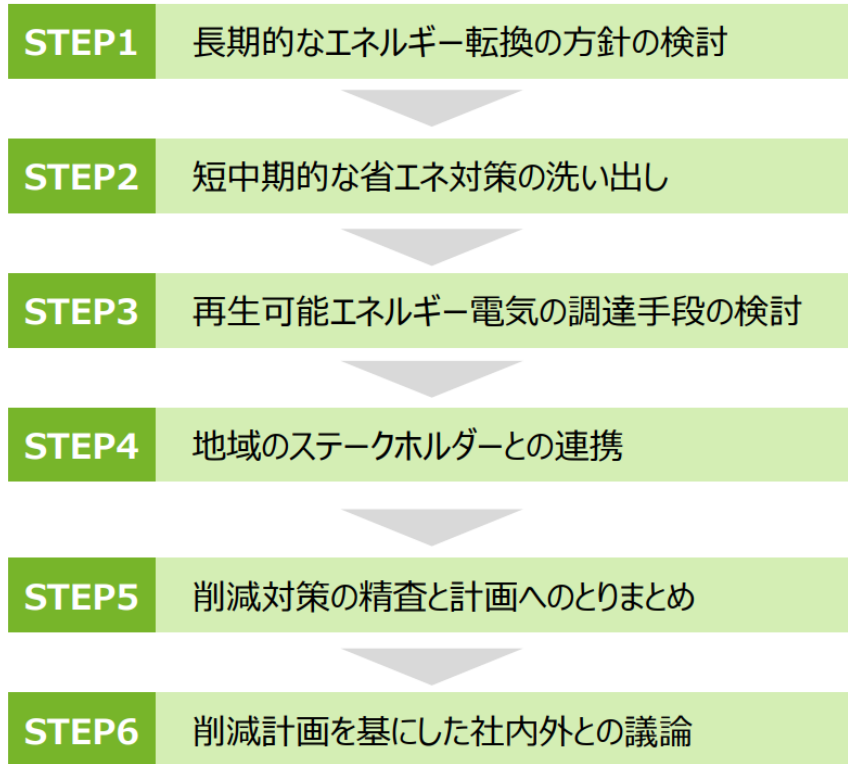 STEP1 長期的なエネルギー転換の方針の検討
STEP2 短中期的な省エネ対策の洗い出し
STEP3 再生可能エネルギー電気の調達手段の検討
STEP4 地域のステークホルダーとの連携
STEP5 削減対策の精査と計画へのとりまとめ
STEP6 削減計画を基にした社内外との議論